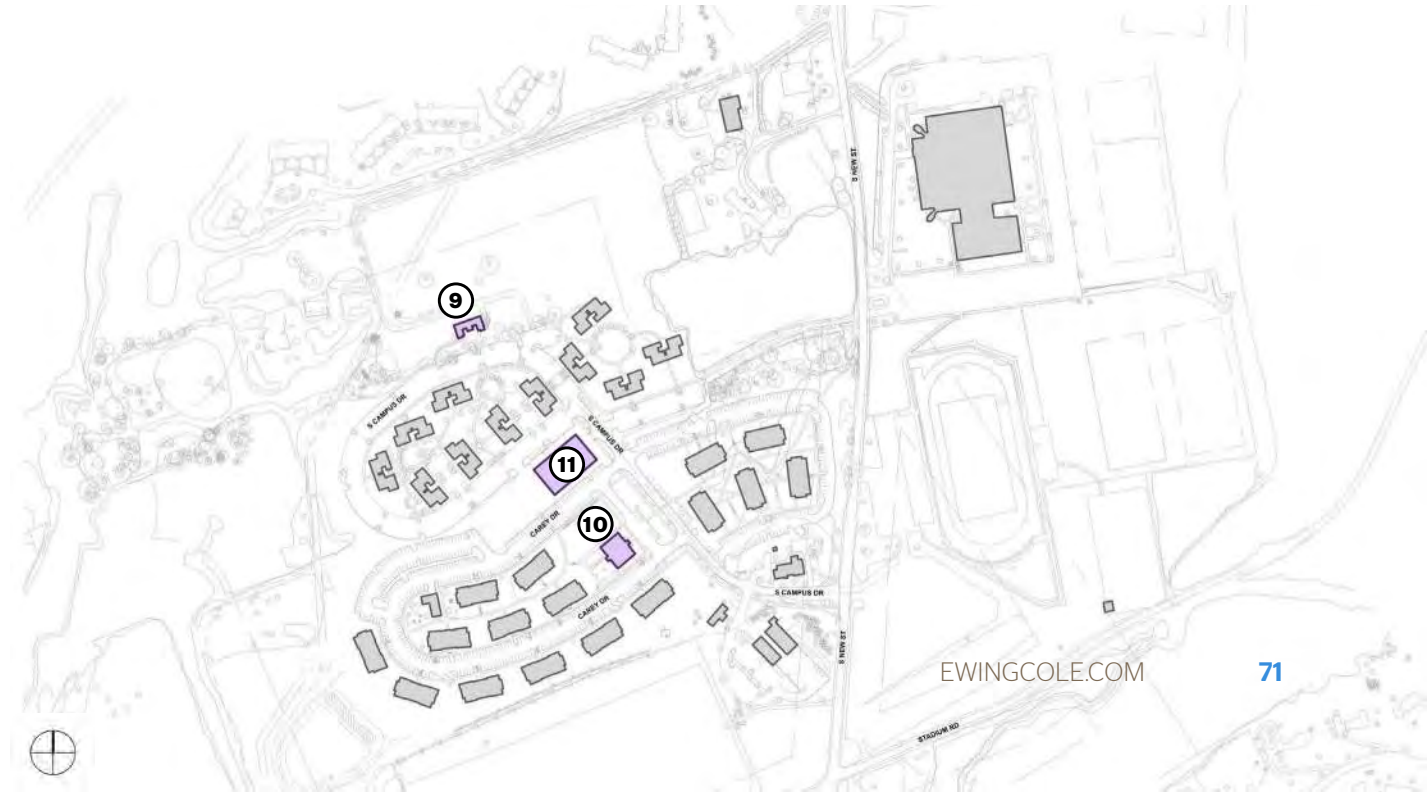 S NEW ST
9
S CAMPUS DR
S CAMPUS DR
11
10
CAREY DR
CAREY DR
S CAMPUS DR
S NEW ST
EWINGCOLE.COM
71
STADIUM RD